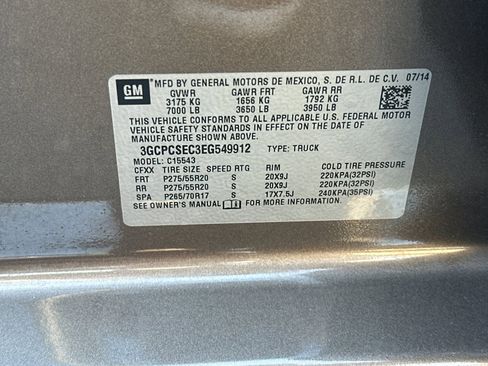 GM
MFD BY GENERAL MOTORS DE MEXICO, S. DE R.L. DE C.V. 07/14
GVWR GAWR FRT GAWR RR
3175 KG 1656 KG 1792 KG
7000 LB 3650 LB 3950 LB
THIS VEHICLE CONFORMS TO ALL APPLICABLE U.S. FEDERAL MOTOR
VEHICLE SAFETY, AND THEFT PREVENTION STANDARDS IN EFFECT ON THE DATE OF
MANUFACTURE SHOWN ABOVE.
3GCPCSEC3EG549912 TYPE: TRUCK
MODEL: C15543
CFXX TIRE SIZE SPEED RTG RIM COLD TIRE PRESSURE
FRT P275/55R20 S 20X9J 220KPA(32PSI)
RR P275/55R20 S 20X9J 220KPA(32PSI)
SPA P265/70R17 S 17X7.5J 240KPA(35PSI)
SEE OWNER'S MANUAL FOR MORE INFORMATION.